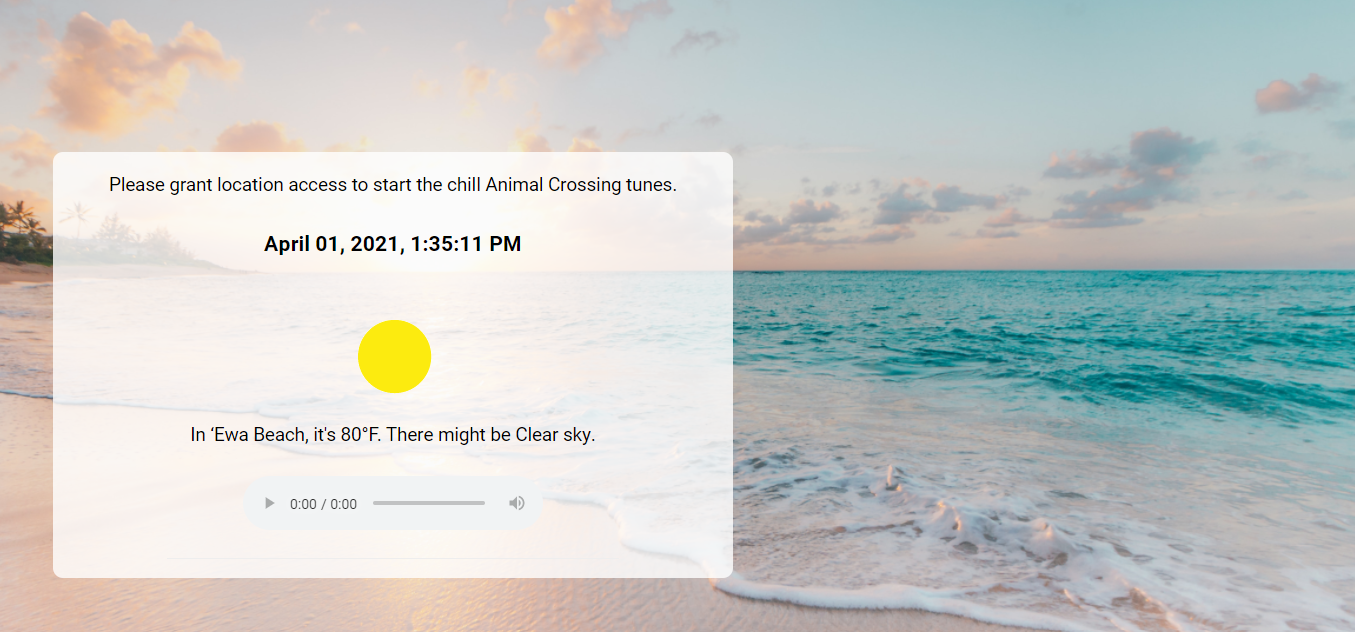 Please grant location access to start the chill Animal Crossing tunes.
April 01, 2021, 1:35:11 PM
In ‘Ewa Beach, it's 80°F. There might be Clear sky.
0:00 / 0:00